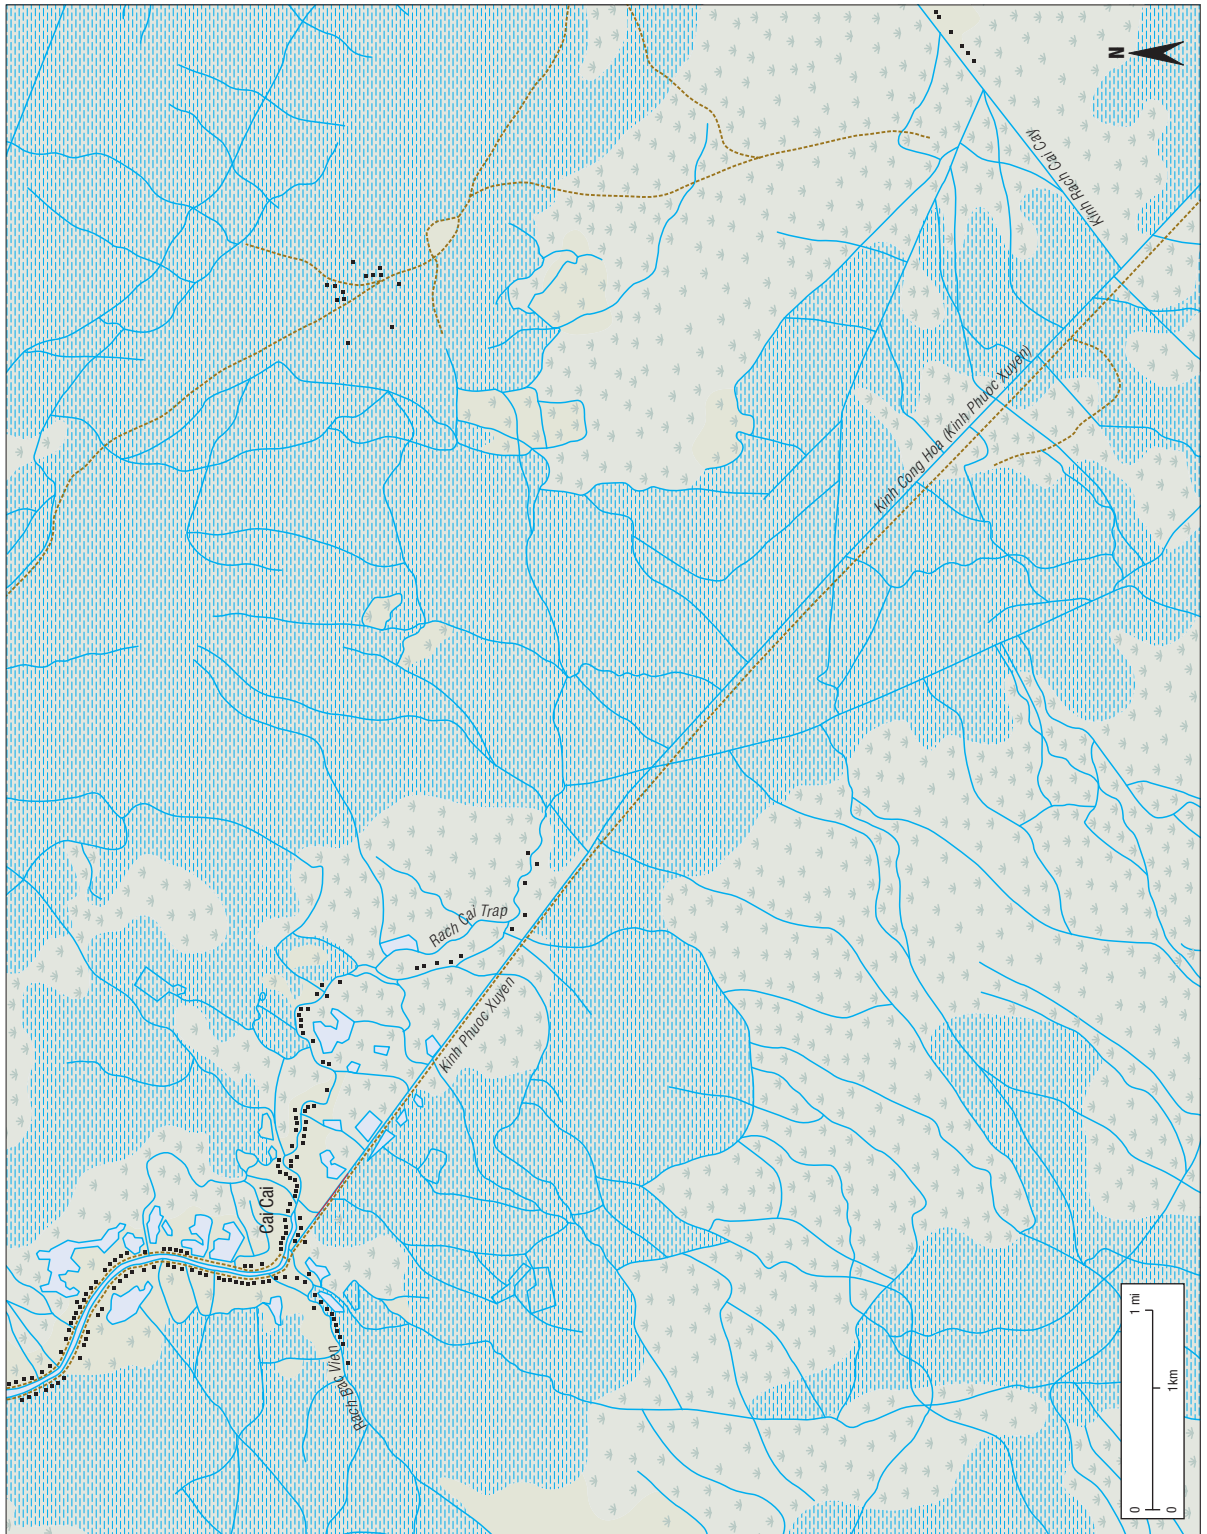 N
Kinh Rach Cai Cay
Kinh Cong Hoa (Kinh Phuoc Xuyen)
Rach Cai Trap
Kinh Phuoc Xuyen
Cai Cai
Rach Bac Vien
0 1 mi
0 1km